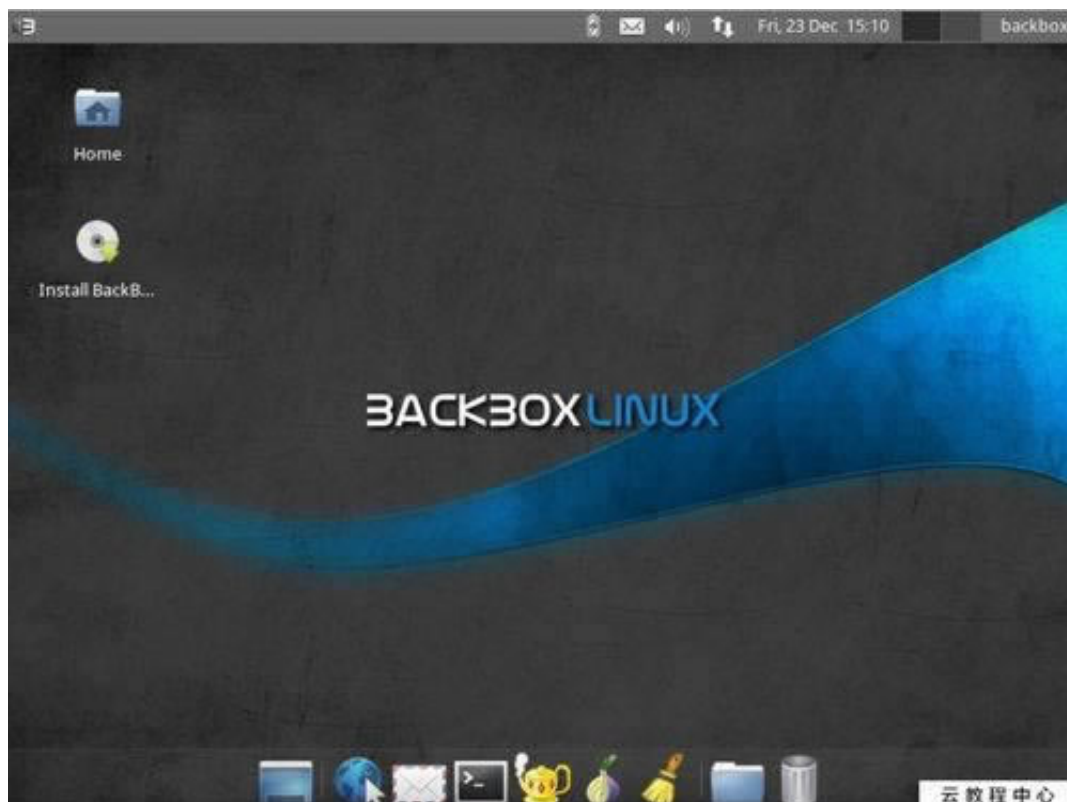 Fri, 23 Dec 15:10
backbox
Home
Install BackB...
BACKBOX LINUX
>_
云教程中心